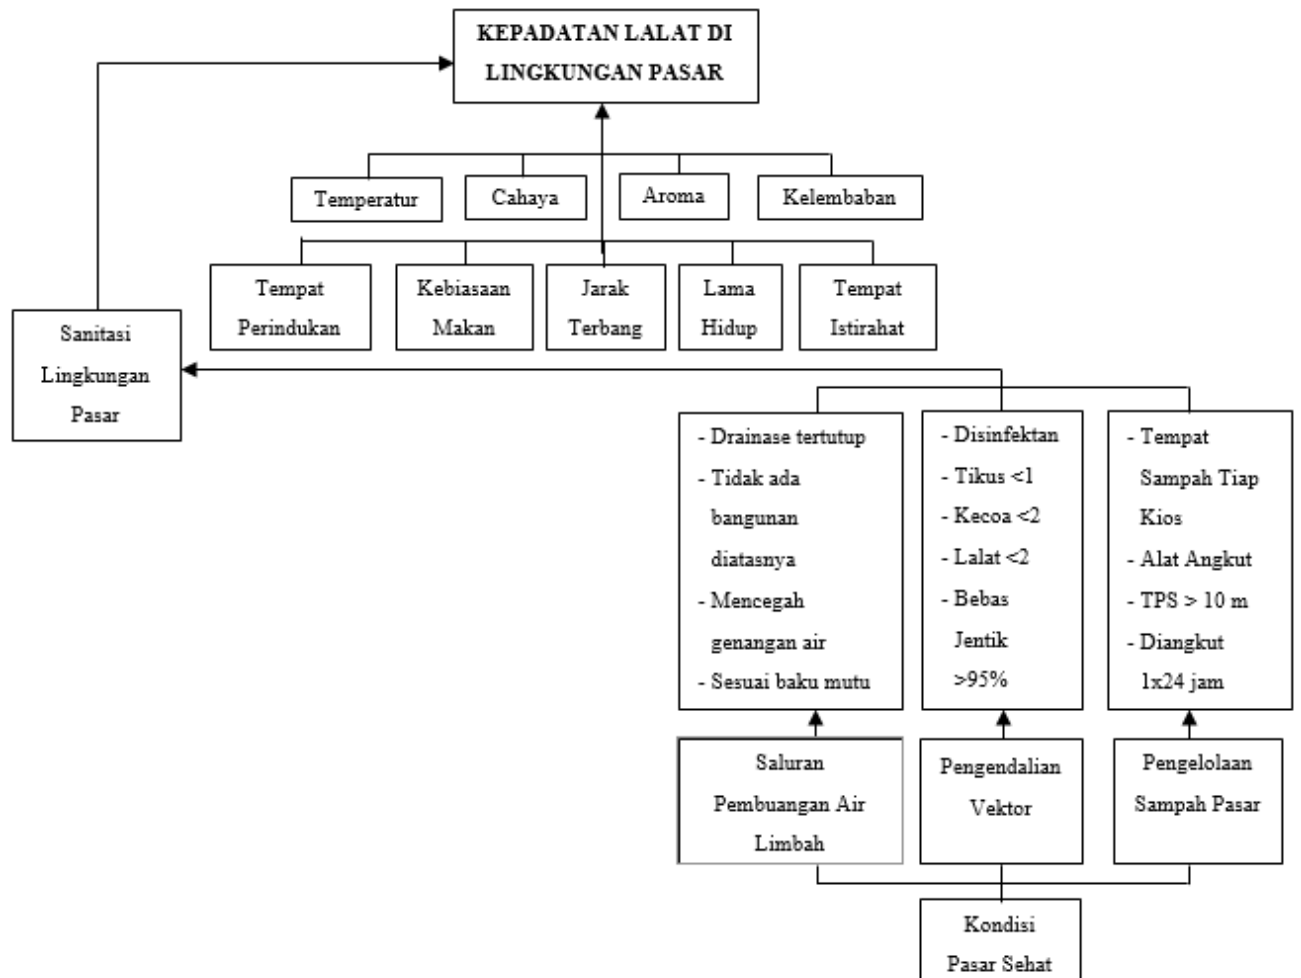 KEPADATAN LALAT DI
LINGKUNGAN PASAR
Temperatur
Cahaya
Aroma
Kelembaban
Tempat
Perindukan
Kebiasaan
Makan
Jarak
Terbang
Lama
Hidup
Tempat
Istirahat
Sanitasi
Lingkungan
Pasar
- Drainase tertutup
- Tidak ada
bangunan
diatasnya
- Mencegah
genangan air
- Sesuai baku mutu
- Disinfektan
- Tikus <1
- Kecoa <2
- Lalat <2
- Bebas
Jentik
>95%
- Tempat
Sampah Tiap
Kios
- Alat Angkut
- TPS > 10 m
- Diangkut
1x24 jam
Saluran
Pembuangan Air
Limbah
Pengendalian
Vektor
Pengelolaan
Sampah Pasar
Kondisi
Pasar Sehat